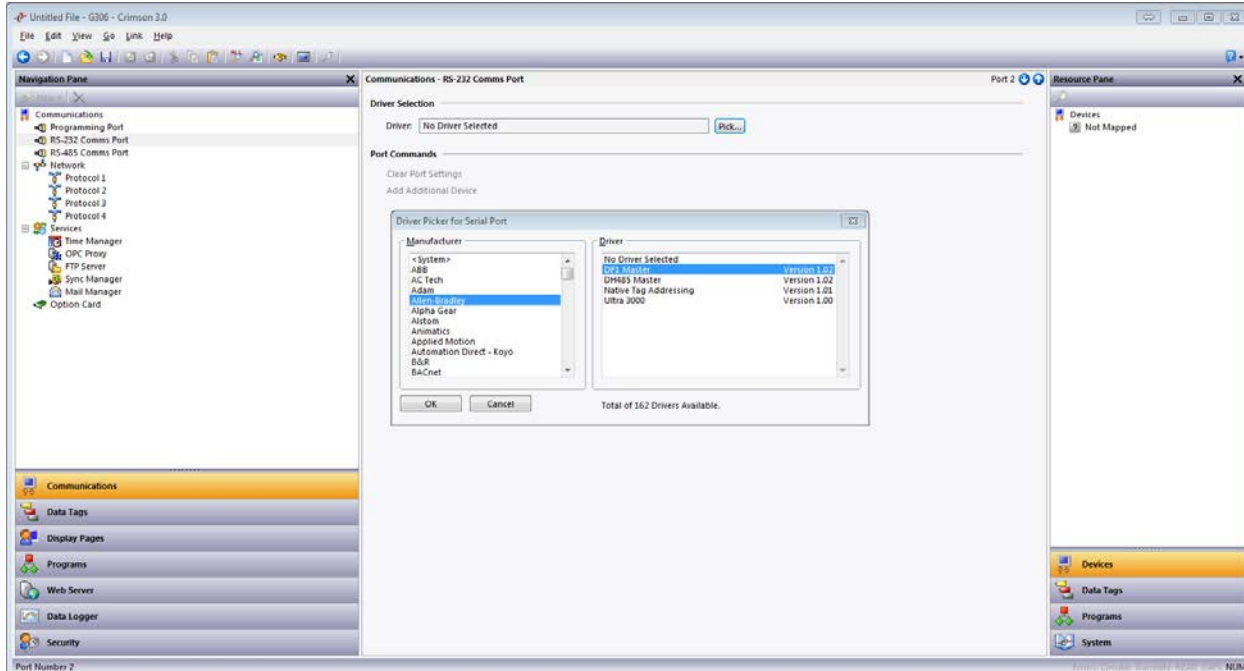 Untitled File - G306 - Crimson 3.0
File Edit View Go Link Help
Navigation Pane
Communications
Programming Port
RS-232 Comms Port
RS-485 Comms Port
Network
Protocol 1
Protocol 2
Protocol 3
Protocol 4
Services
Time Manager
OPC Proxy
FTP Server
Sync Manager
Mail Manager
Option Card
Communications
Data Tags
Display Pages
Programs
Web Server
Data Logger
Security
Communications - RS-232 Comms Port Port 2
Driver Selection
Driver: No Driver Selected Pick...
Port Commands
Clear Port Settings
Add Additional Device
Driver Picker for Serial Port
Manufacturer
<System>
ABB
AC Tech
Adam
Allen-Bradley
Alpha Gear
Alstom
Animatics
Applied Motion
Automation Direct - Koyo
B&R
BACnet
Driver
No Driver Selected
DF1 Master Version 1.02
DH485 Master Version 1.02
Native Tag Addressing Version 1.01
Ultra 3000 Version 1.00
OK Cancel Total of 162 Drivers Available.
Resource Pane
Devices
Not Mapped
Devices
Data Tags
Programs
System
Port Number 2
NUM